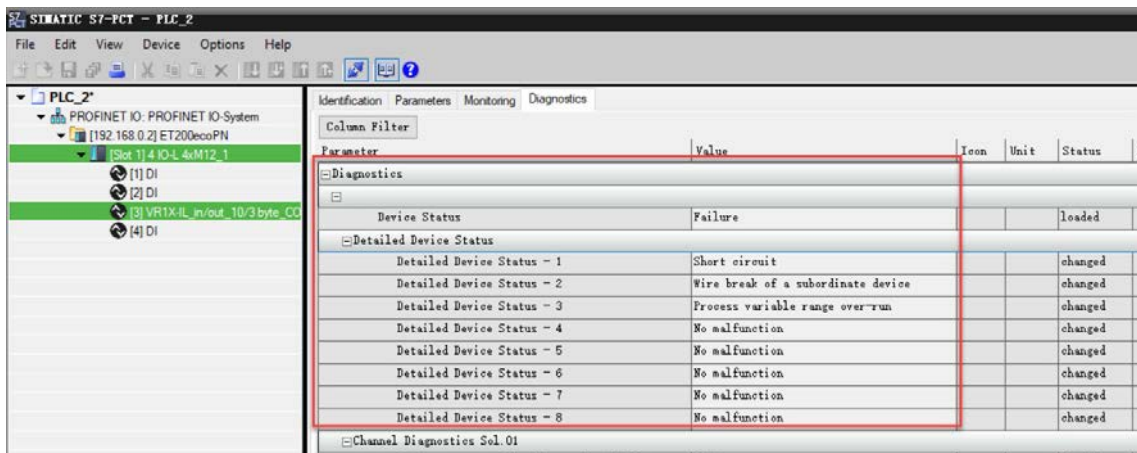 SIMATIC S7-PCT - PLC_2
File Edit View Device Options Help
PLC_2*
PROFINET IO: PROFINET IO-System
[192.168.0.2] ET200ecoPN
[Slot 1] 4 IO-L 4xM12_1
[1] DI
[2] DI
[3] VR1X-IL_in/out_10/3 byte_CO
[4] DI
Identification Parameters Monitoring Diagnostics
Column Filter
Parameter Value Icon Unit Status
Diagnostics
Device Status Failure loaded
Detailed Device Status
Detailed Device Status - 1 Short circuit changed
Detailed Device Status - 2 Wire break of a subordinate device changed
Detailed Device Status - 3 Process variable range over-run changed
Detailed Device Status - 4 No malfunction changed
Detailed Device Status - 5 No malfunction changed
Detailed Device Status - 6 No malfunction changed
Detailed Device Status - 7 No malfunction changed
Detailed Device Status - 8 No malfunction changed
Channel Diagnostics Sol.01